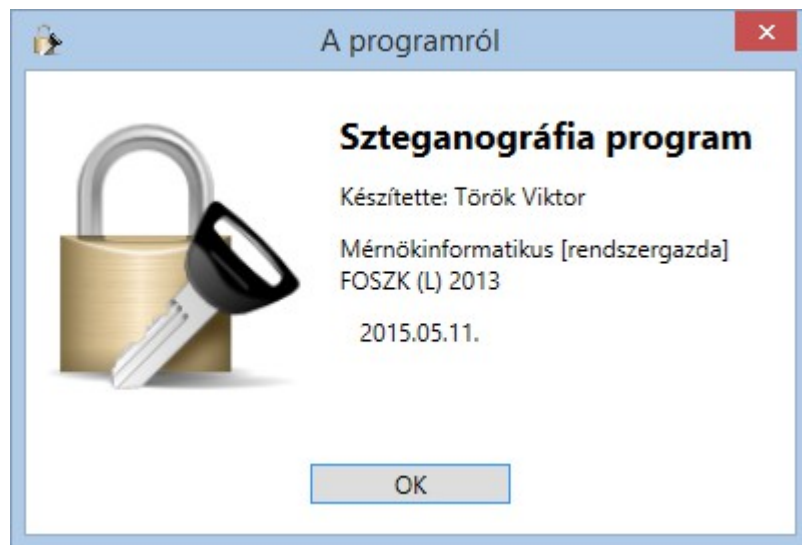 A programról
Szteganográfia program
Készítette: Török Viktor
Mérnökinformatikus [rendszergazda]
FOSZK (L) 2013
2015.05.11.
OK